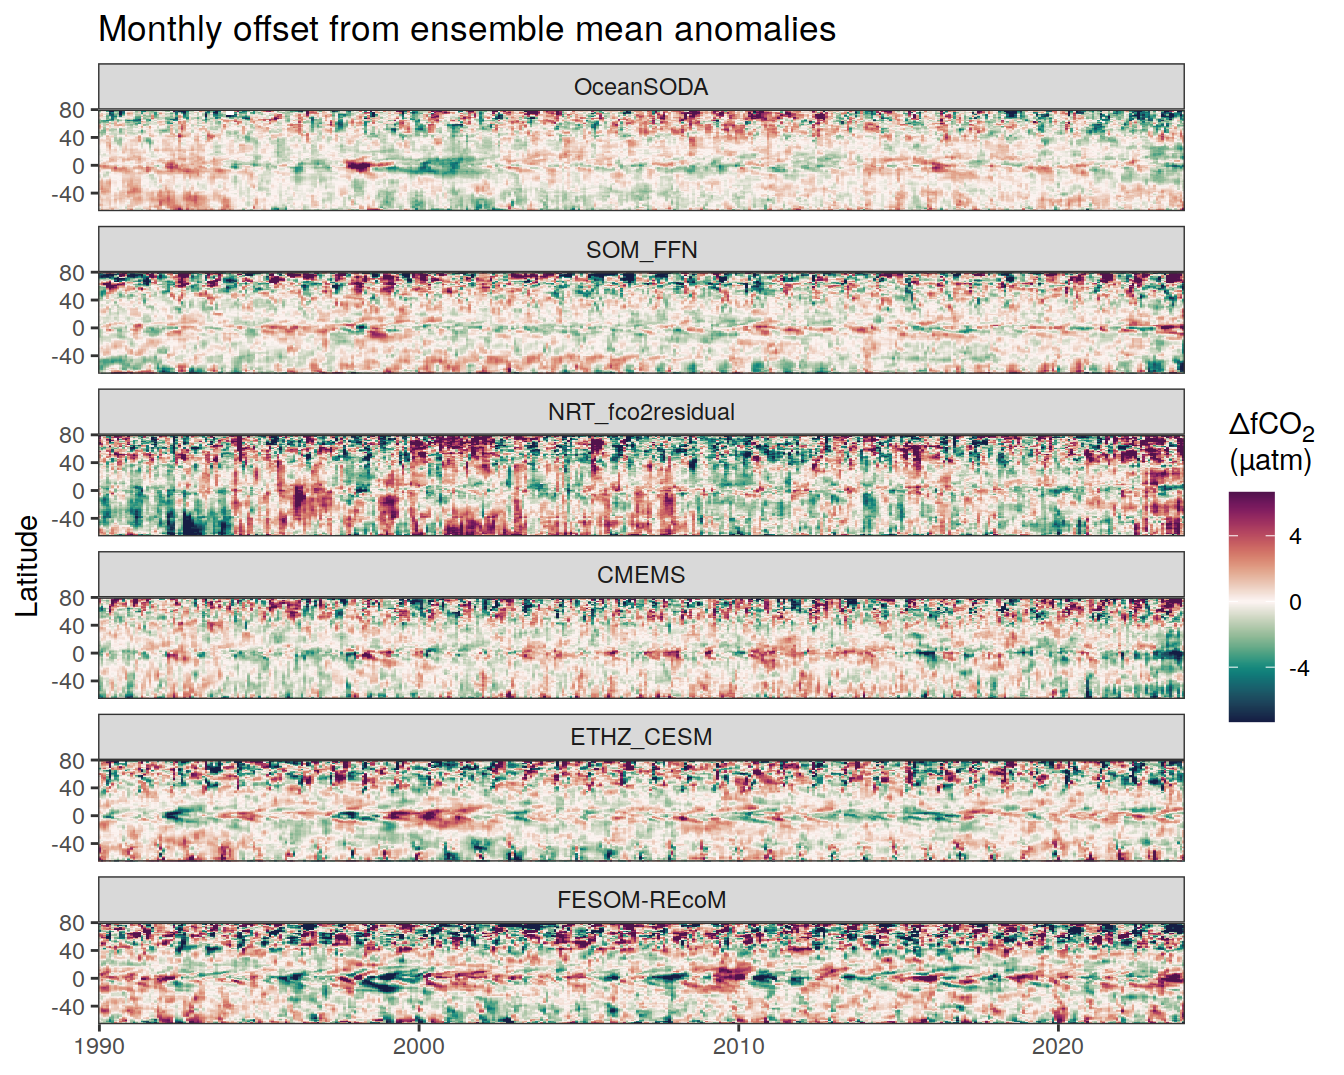 Monthly offset from ensemble mean anomalies
OceanSODA
80
40
0
-40
SOM_FFN
80
40
0
-40
NRT_fco2residual
80
40
0
-40
CMEMS
80
40
0
-40
ETHZ_CESM
80
40
0
-40
FESOM-REcoM
80
40
0
-40
1990 2000 2010 2020
Latitude
ΔfCO₂
(µatm)
4
0
-4